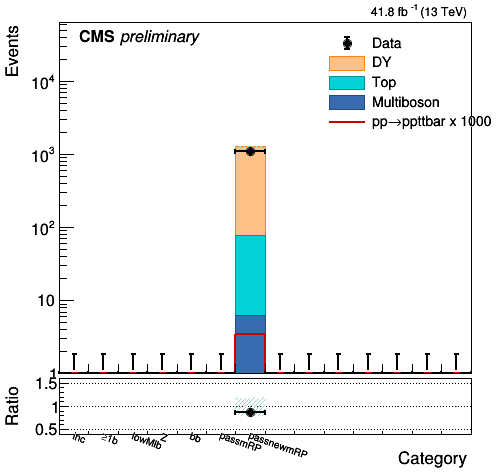 41.8 fb⁻¹ (13 TeV)
CMS preliminary
Events
Data
DY
Top
Multiboson
pp→ppttbar x 1000
10⁴
10³
10²
10
1
Ratio
1.5
1
0.5
inc
≥1b
lowMlb
Z
bb
passmRP
passnewmRP
Category